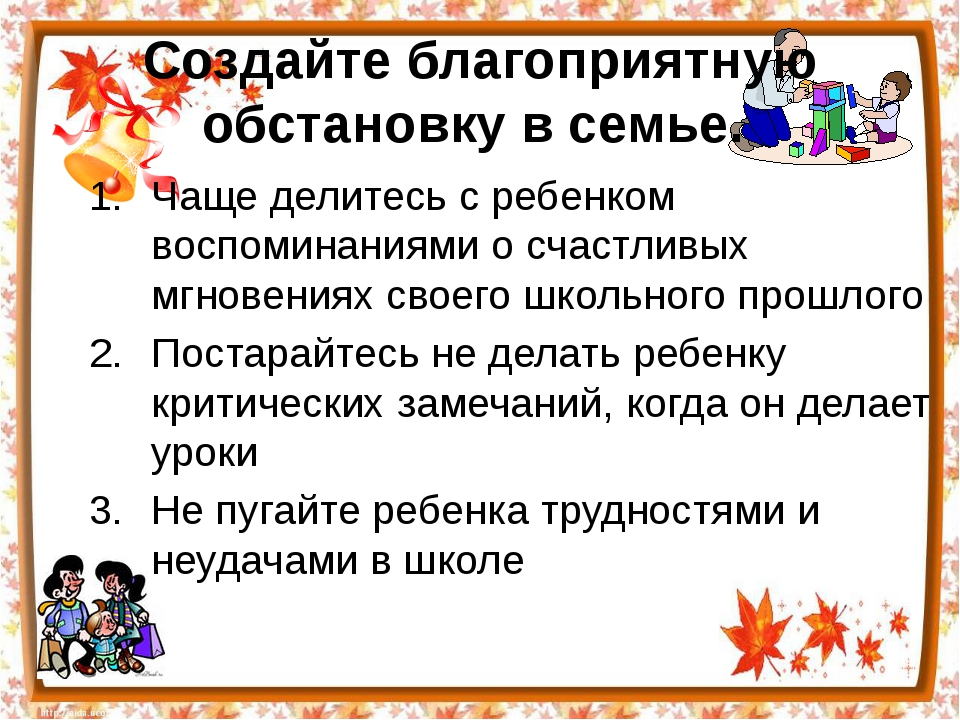 Создайте благоприятную
обстановку в семье.
1. Чаще делитесь с ребенком
воспоминаниями о счастливых
мгновениях своего школьного прошлого
2. Постарайтесь не делать ребенку
критических замечаний, когда он делает
уроки
3. Не пугайте ребенка трудностями и
неудачами в школе